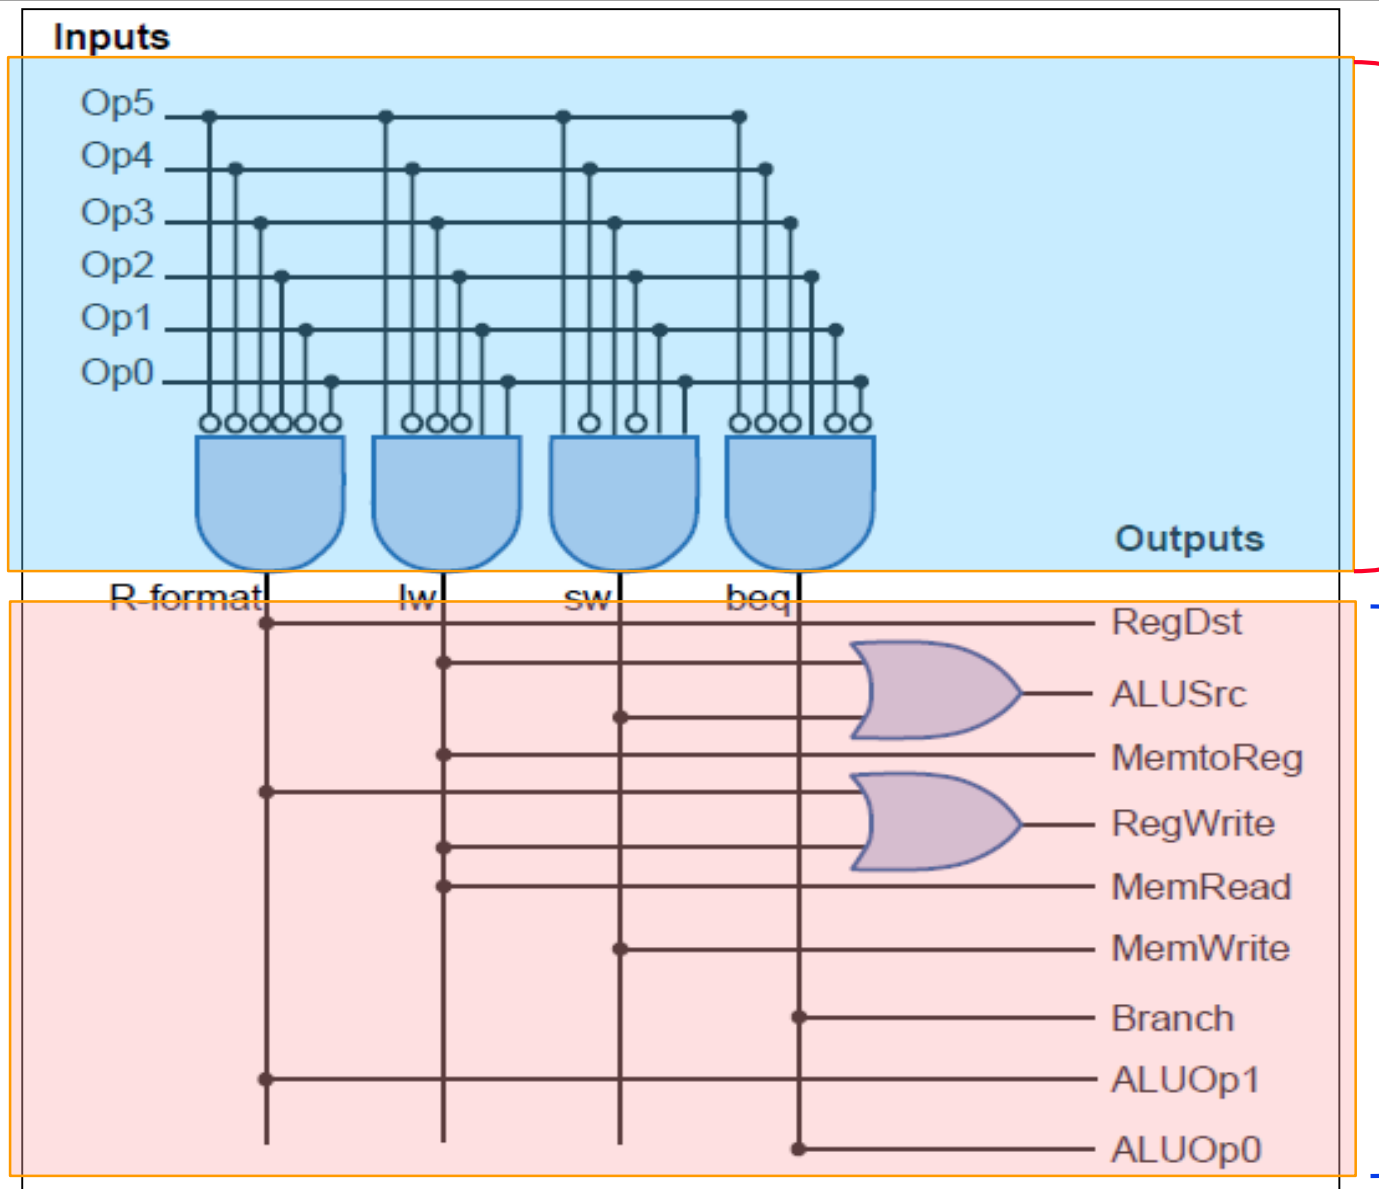 Inputs
Op5
Op4
Op3
Op2
Op1
Op0
Outputs
R-format lw sw beq
RegDst
ALUSrc
MemtoReg
RegWrite
MemRead
MemWrite
Branch
ALUOp1
ALUOp0